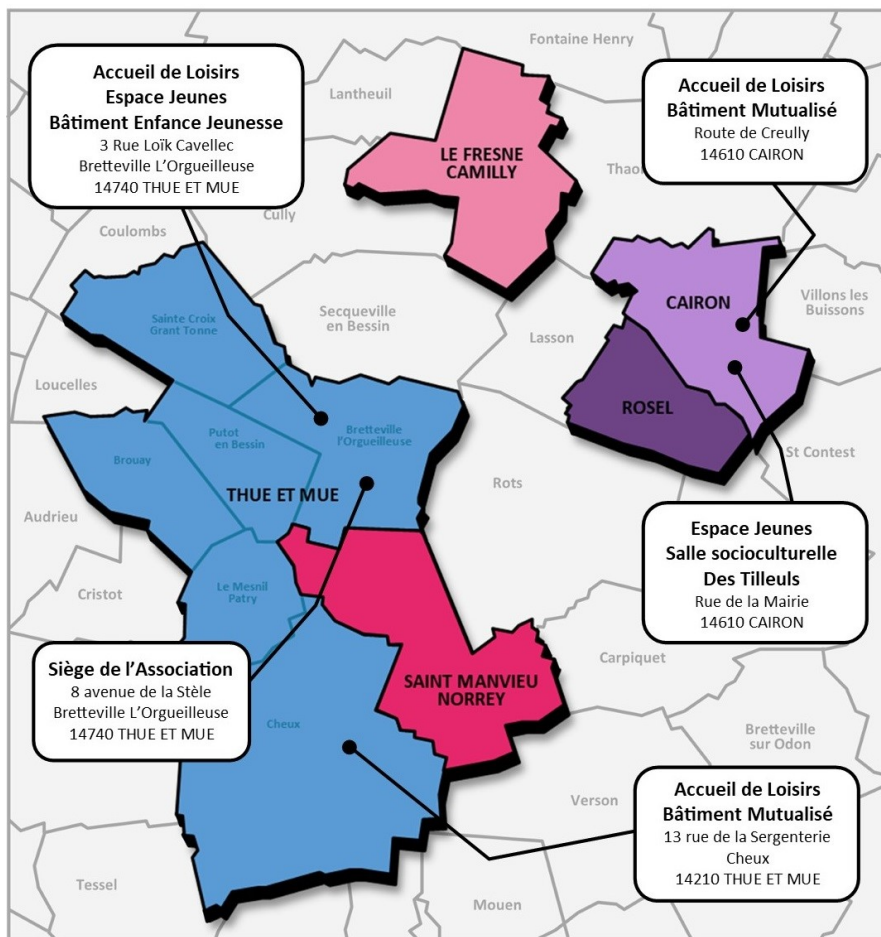 Fontaine Henry
Accueil de Loisirs
Espace Jeunes
Bâtiment Enfance Jeunesse
3 Rue Loïk Cavellec
Bretteville L'Orgueilleuse
14740 THUE ET MUE
Lantheuil
Accueil de Loisirs
Bâtiment Mutualisé
Route de Creully
14610 CAIRON
LE FRESNE
CAMILLY
Cully
Coulombs
Sainte Croix
Grant Tonne
Secqueville
en Bessin
CAIRON
Villons les
Buissons
Lasson
Loucelles
ROSEL
Putot
en Bessin
Bretteville
l'Orgueilleuse
Brouay
St Contest
THUE ET MUE
Rots
Audrieu
Espace Jeunes
Salle socioculturelle
Des Tilleuls
Rue de la Mairie
14610 CAIRON
Cristot
Le Mesnil
Patry
Carpiquet
Siège de l'Association
8 avenue de la Stèle
Bretteville L'Orgueilleuse
14740 THUE ET MUE
SAINT MANVIEU
NORREY
Cheux
Bretteville
sur Odon
Verson
Accueil de Loisirs
Bâtiment Mutualisé
13 rue de la Sergenterie
Cheux
14210 THUE ET MUE
Tessel
Mouen